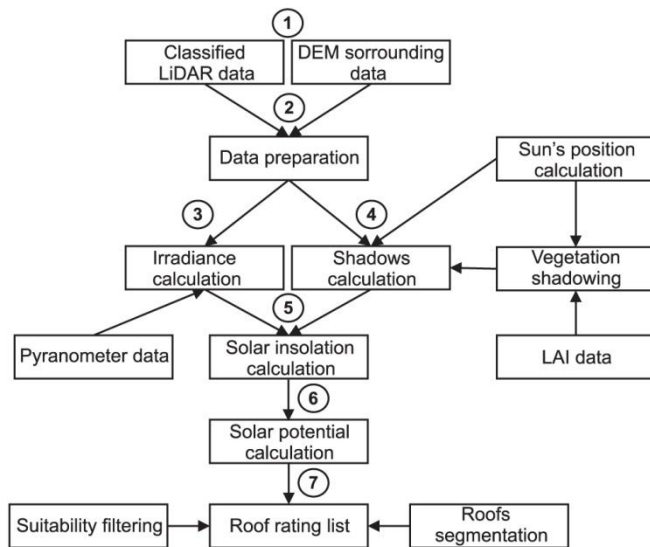 1
Classified
LiDAR data
DEM sorrounding
data
2
Data preparation
Sun's position
calculation
3
4
Irradiance
calculation
Shadows
calculation
Vegetation
shadowing
5
Pyranometer data
Solar insolation
calculation
LAI data
6
Solar potential
calculation
7
Suitability filtering
Roof rating list
Roofs
segmentation